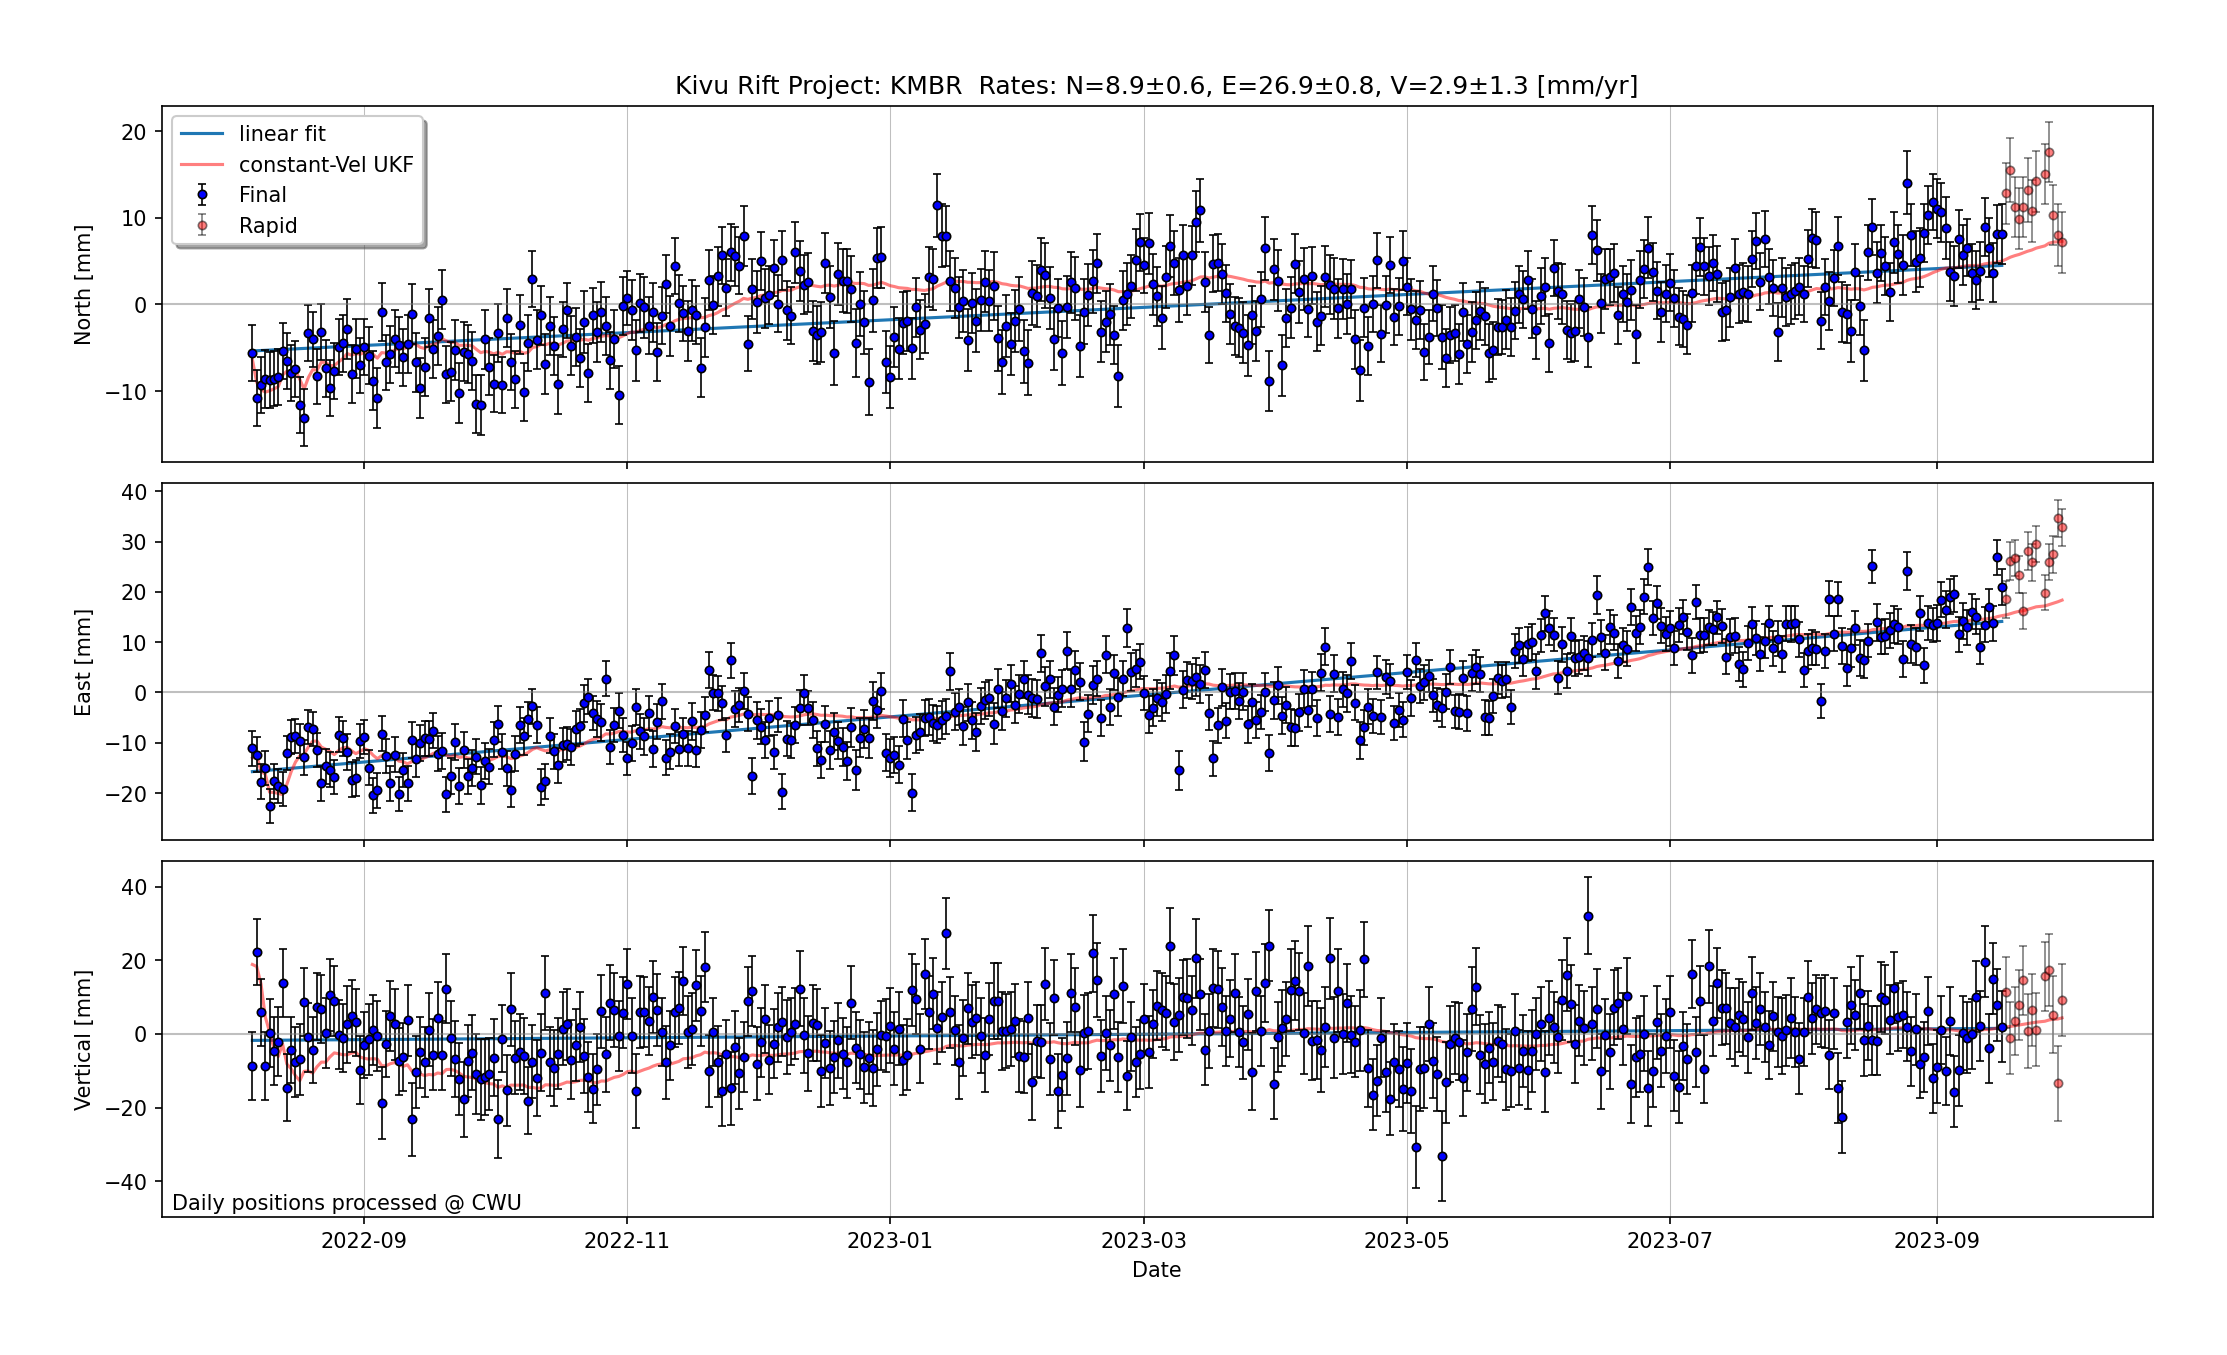 Kivu Rift Project: KMBR  Rates: N=8.9±0.6, E=26.9±0.8, V=2.9±1.3 [mm/yr]
linear fit
constant-Vel UKF
Final
Rapid
North [mm]
20
10
0
−10
East [mm]
40
30
20
10
0
−10
−20
Vertical [mm]
40
20
0
−20
−40
Daily positions processed @ CWU
2022-09 2022-11 2023-01 2023-03 2023-05 2023-07 2023-09
Date